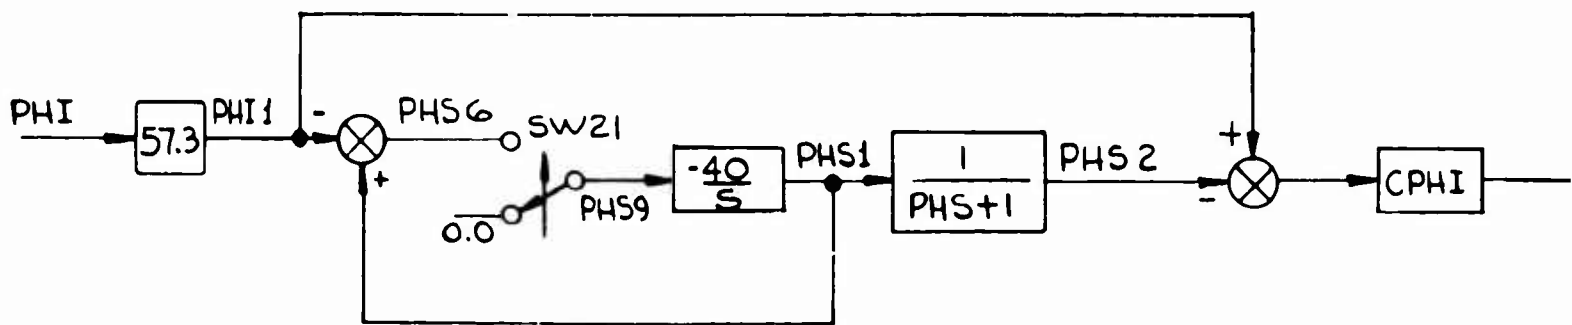 PHI
57.3
PHI1
-
+
PHS6
SW21
0.0
PHS9
-40
S
PHS1
1
PHS+1
PHS2
+
-
CPHI